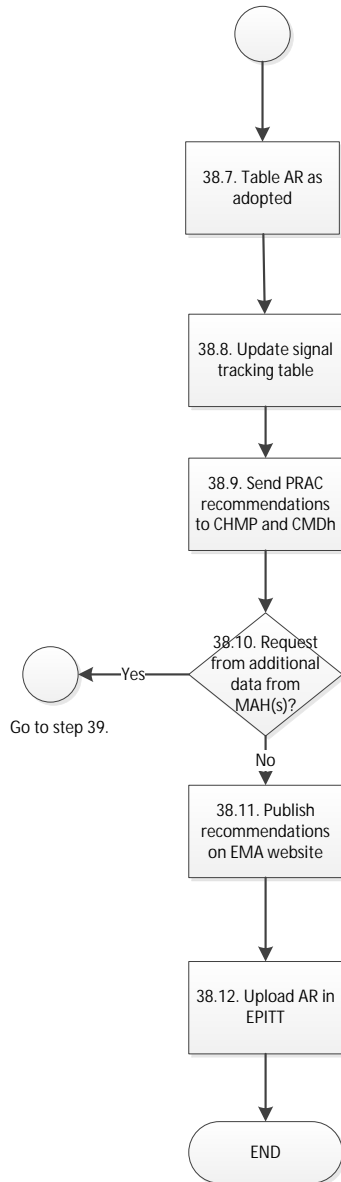 38.7. Table AR as
adopted
38.8. Update signal
tracking table
38.9. Send PRAC
recommendations
to CHMP and CMDh
38.10. Request
from additional
data from
MAH(s)?
Yes
Go to step 39.
No
38.11. Publish
recommendations
on EMA website
38.12. Upload AR in
EPITT
END